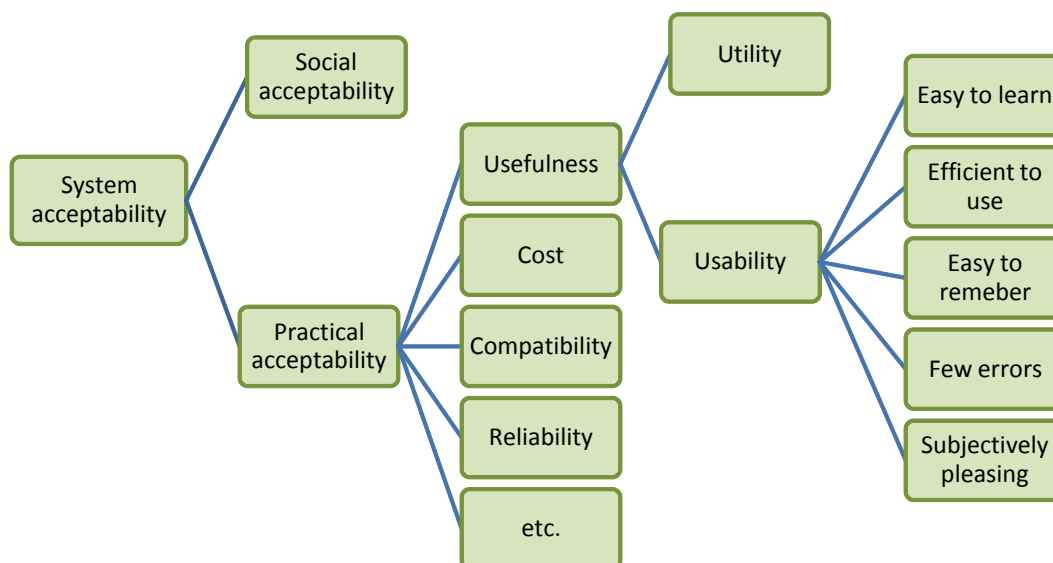 System
acceptability
Social
acceptability
Practical
acceptability
Usefulness
Cost
Compatibility
Reliability
etc.
Utility
Usability
Easy to learn
Efficient to
use
Easy to
remeber
Few errors
Subjectively
pleasing